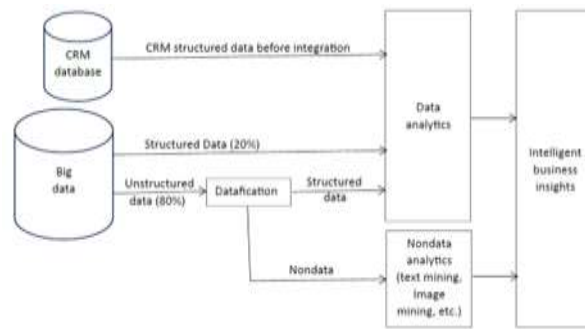 CRM
database
CRM structured data before integration
Data
analytics
Structured Data (20%)
Big
data
Unstructured
data (80%)
Datafication
Structured
data
Intelligent
business
insights
Nondata
Nondata
analytics
(text mining,
Image
mining, etc.)